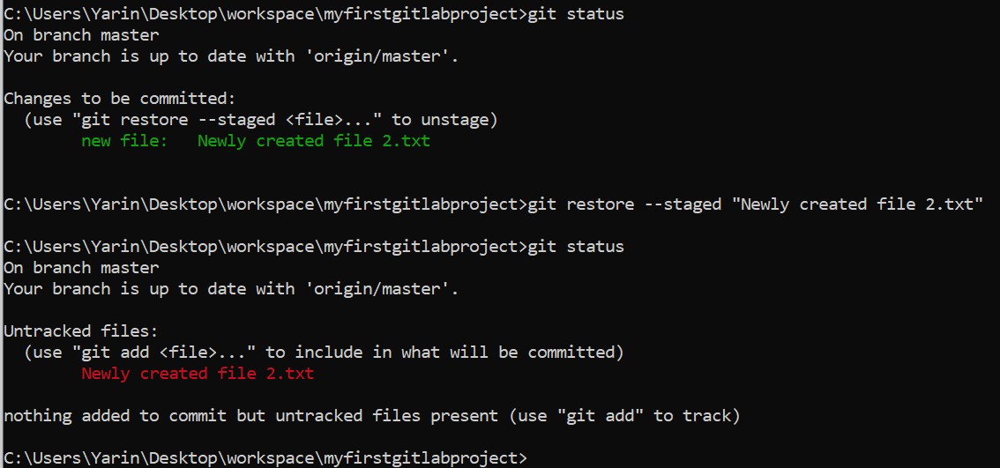 C:\Users\Yarin\Desktop\workspace\myfirstgitlabproject>git status
On branch master
Your branch is up to date with 'origin/master'.
Changes to be committed:
  (use "git restore --staged <file>..." to unstage)
        new file:   Newly created file 2.txt
C:\Users\Yarin\Desktop\workspace\myfirstgitlabproject>git restore --staged "Newly created file 2.txt"
C:\Users\Yarin\Desktop\workspace\myfirstgitlabproject>git status
On branch master
Your branch is up to date with 'origin/master'.
Untracked files:
  (use "git add <file>..." to include in what will be committed)
        Newly created file 2.txt
nothing added to commit but untracked files present (use "git add" to track)
C:\Users\Yarin\Desktop\workspace\myfirstgitlabproject>